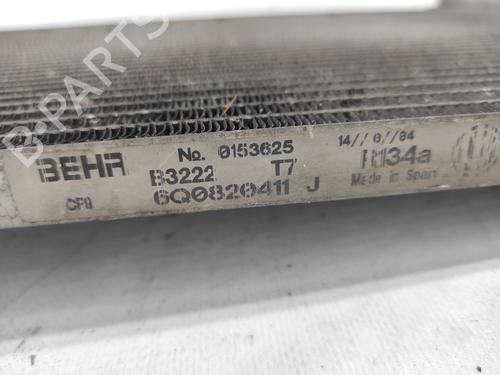 BEHR
No. 0153625
14// 0//04
B3222 T7
R134a
CP0
6Q0820411 J
Made in Spain
B-PARTS